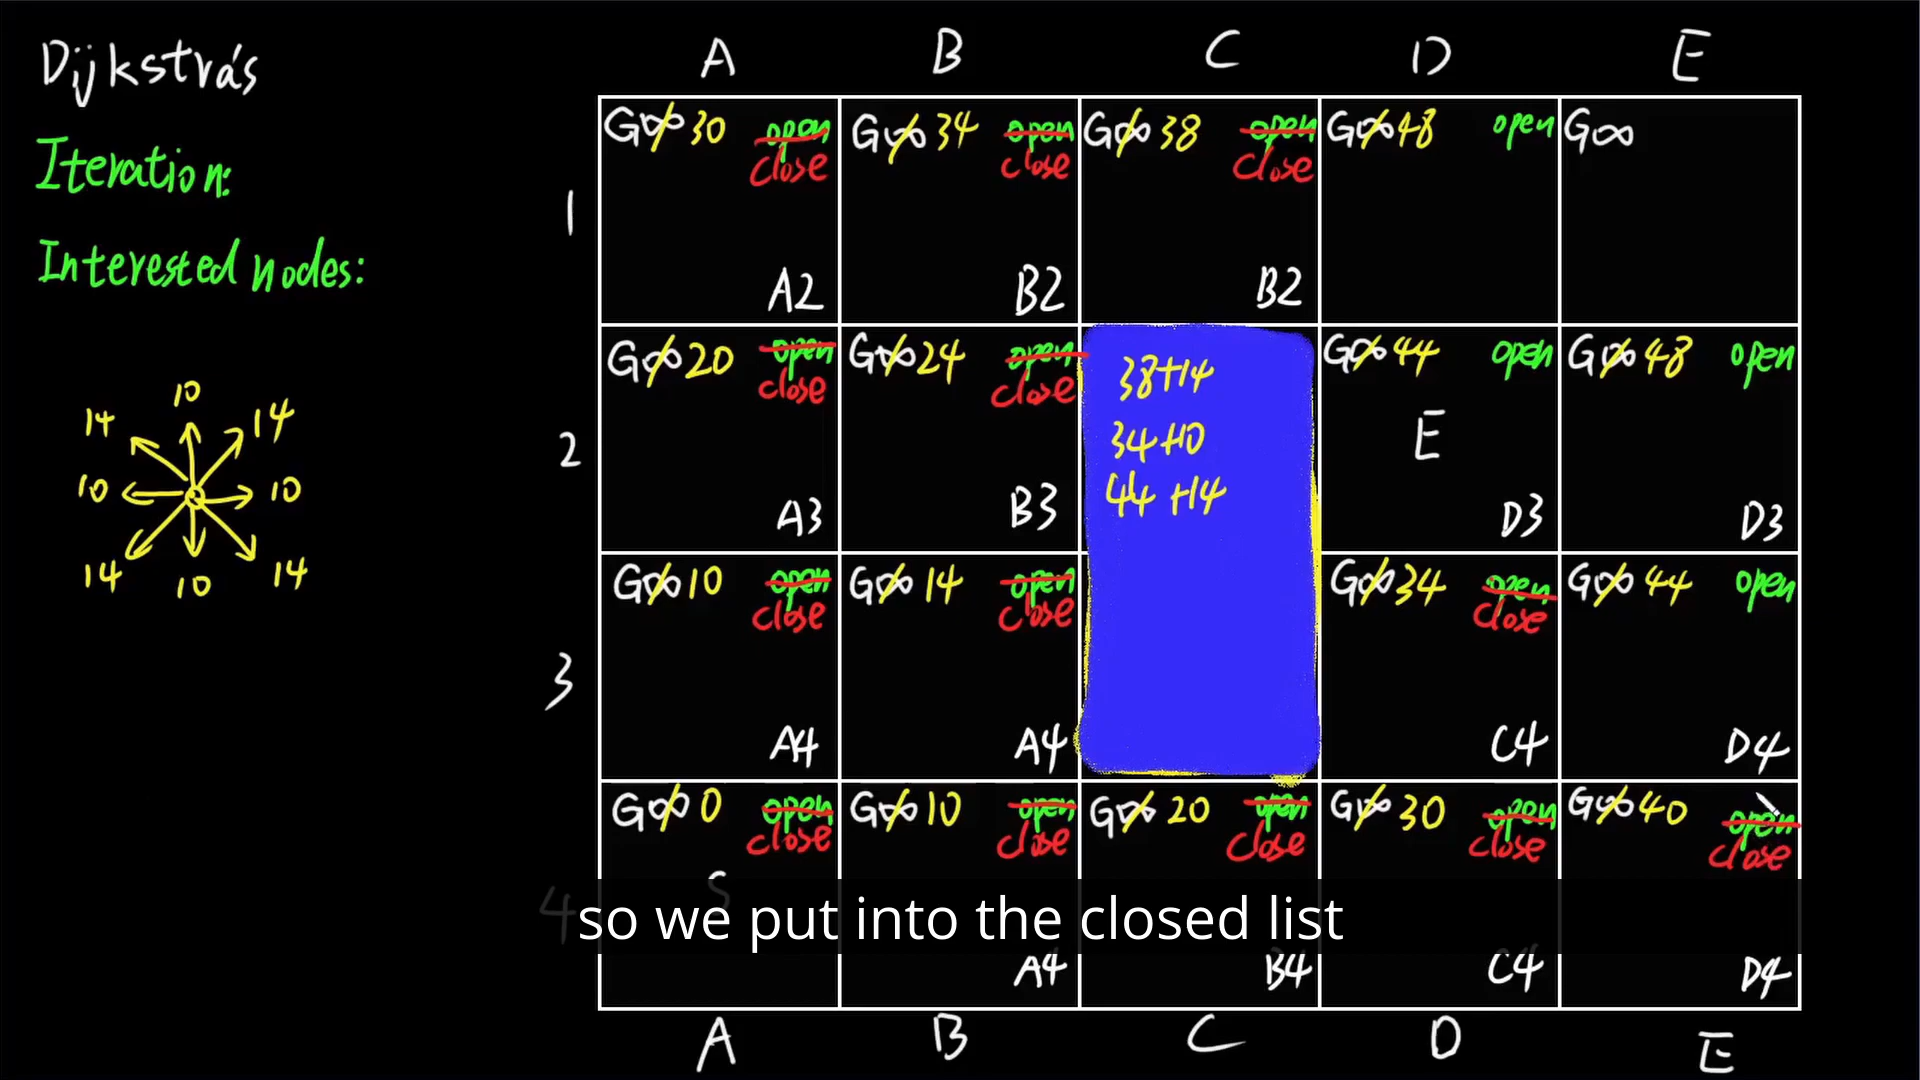 Dijkstra's
Iteration:
Interested nodes:
10
14 14
10 10
14 14
10
A B C D E
1
G∞ 30 open close A2
G∞ 34 open close B2
G∞ 38 open close B2
G∞ 48 open
G∞
2
G∞ 20 open close A3
G∞ 24 open close B3
38+14
34+10
44+14
G∞ 44 open E D3
G∞ 48 open D3
3
G∞ 10 open close A4
G∞ 14 open close A4
G∞ 34 open close C4
G∞ 44 open D4
4
G∞ 0 open close S
G∞ 10 open close A4
G∞ 20 open close B4
G∞ 30 open close C4
G∞ 40 open close D4
so we put into the closed list
A B C D E